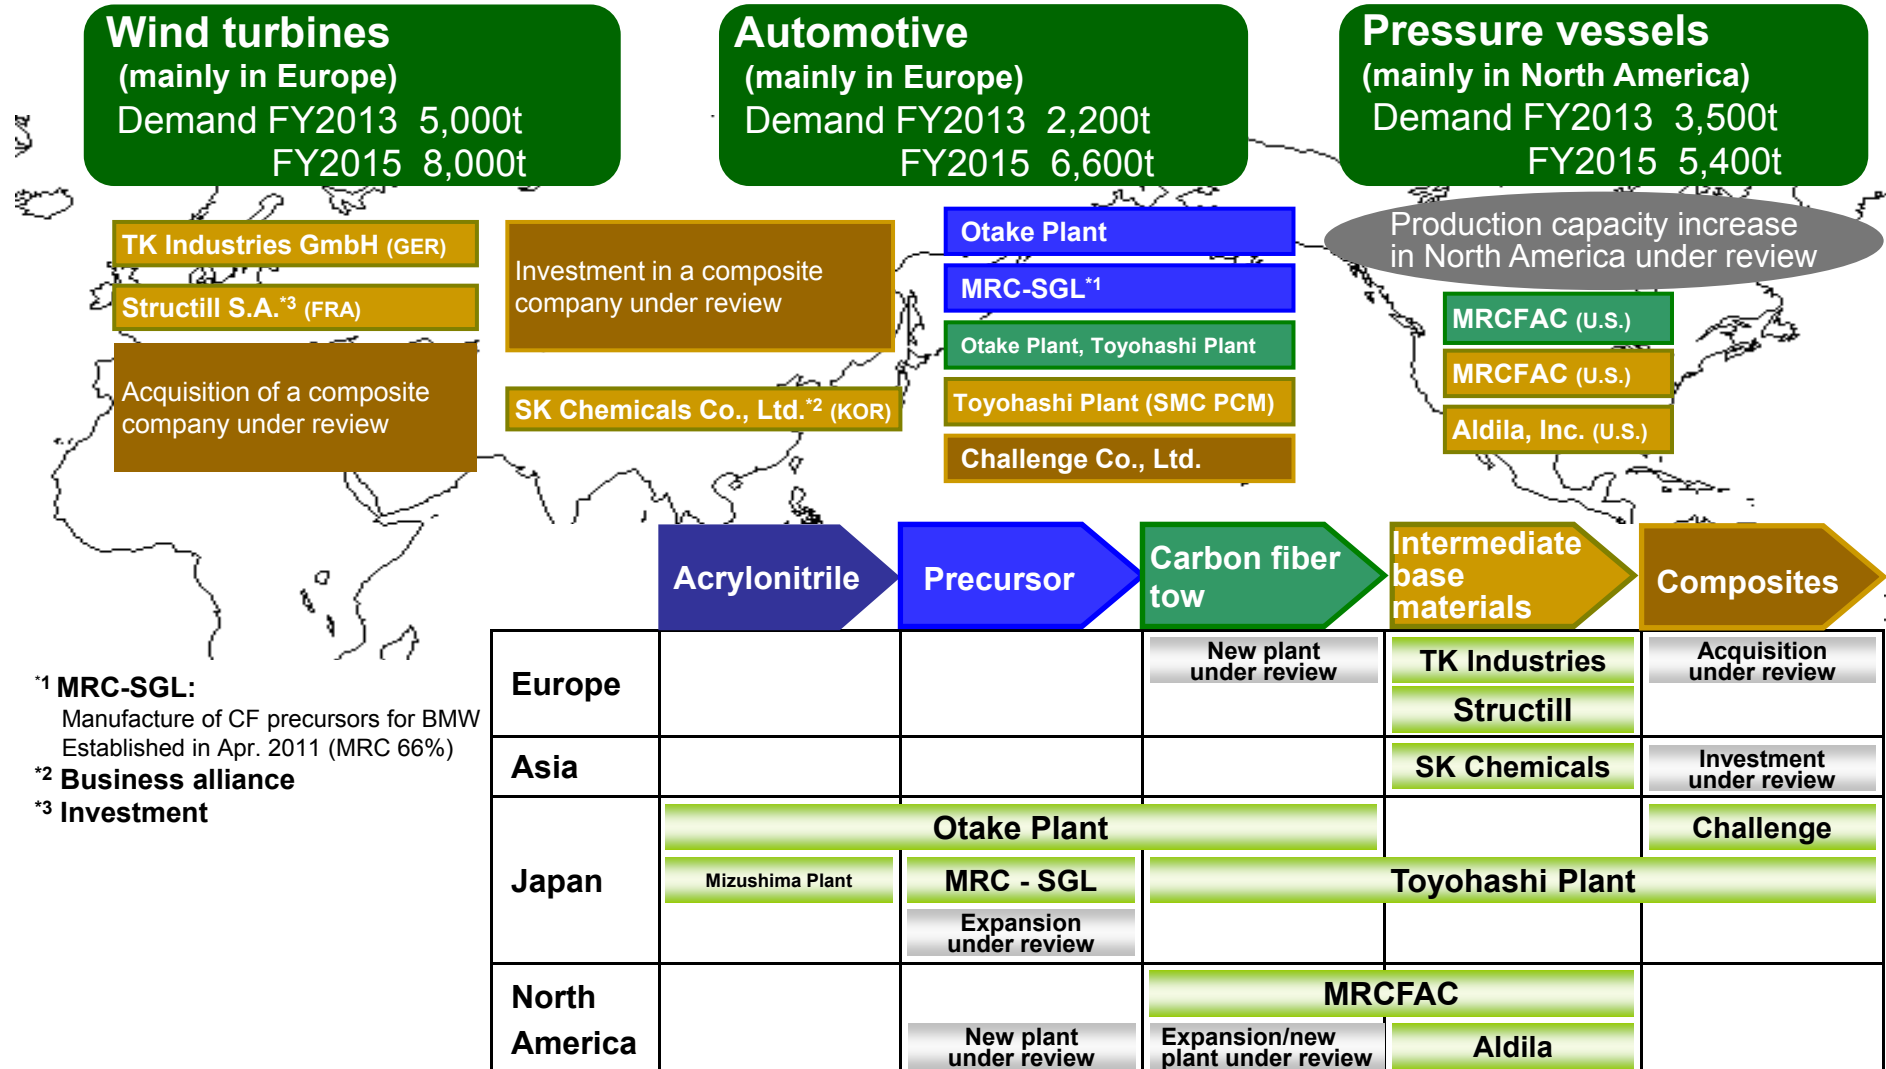 Wind turbines
(mainly in Europe)
Demand FY2013 5,000t
FY2015 8,000t
Automotive
(mainly in Europe)
Demand FY2013 2,200t
FY2015 6,600t
Pressure vessels
(mainly in North America)
Demand FY2013 3,500t
FY2015 5,400t
TK Industries GmbH (GER)
Structill S.A.*3 (FRA)
Acquisition of a composite
company under review
Investment in a composite
company under review
SK Chemicals Co., Ltd.*2 (KOR)
Otake Plant
MRC-SGL*1
Otake Plant, Toyohashi Plant
Toyohashi Plant (SMC PCM)
Challenge Co., Ltd.
Production capacity increase
in North America under review
MRCFAC (U.S.)
MRCFAC (U.S.)
Aldila, Inc. (U.S.)
Acrylonitrile
Precursor
Carbon fiber
tow
Intermediate
base
materials
Composites
Europe
New plant
under review
TK Industries
Structill
Acquisition
under review
Asia
SK Chemicals
Investment
under review
Japan
Otake Plant
Challenge
Mizushima Plant
MRC - SGL
Toyohashi Plant
Expansion
under review
North
America
MRCFAC
New plant
under review
Expansion/new
plant under review
Aldila
*1 MRC-SGL:
Manufacture of CF precursors for BMW
Established in Apr. 2011 (MRC 66%)
*2 Business alliance
*3 Investment